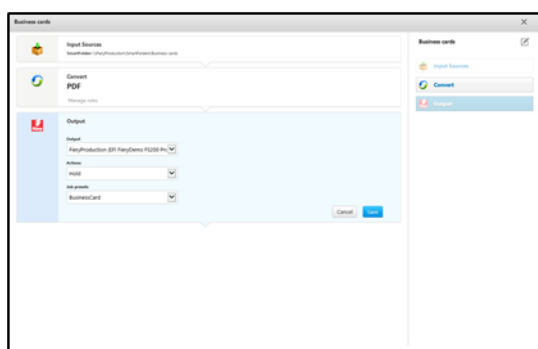 Business cards
Input Sources
SmartFolder: \\FieryProduction\SmartFolders\Business cards
Convert
PDF
Manage rules
Output
Output
FieryProduction (EFI FieryDemo FS200 Pro
Actions
Hold
Job presets
BusinessCard
Cancel
Save
Business cards
Input Sources
Convert
Output